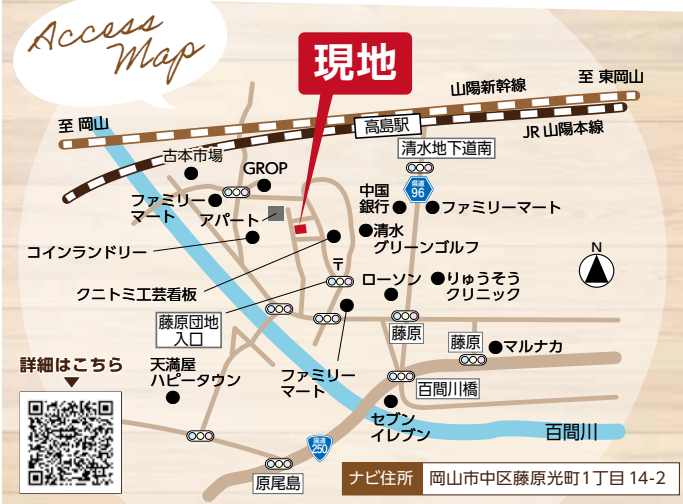 Access
Map
現地
山陽新幹線
至 東岡山
至 岡山
高島駅
JR 山陽本線
清水地下道南
古本市場
GROP
県道
96
中国
銀行
ファミリーマート
ファミリー
マート
アパート
清水
グリーンゴルフ
コインランドリー
N
〒
クニトミ工芸看板
ローソン
りゅうそう
クリニック
藤原団地
入口
藤原
藤原
マルナカ
詳細はこちら
天満屋
ハピータウン
ファミリー
マート
百間川橋
セブン
イレブン
百間川
国道
250
原尾島
ナビ住所
岡山市中区藤原光町1丁目14-2